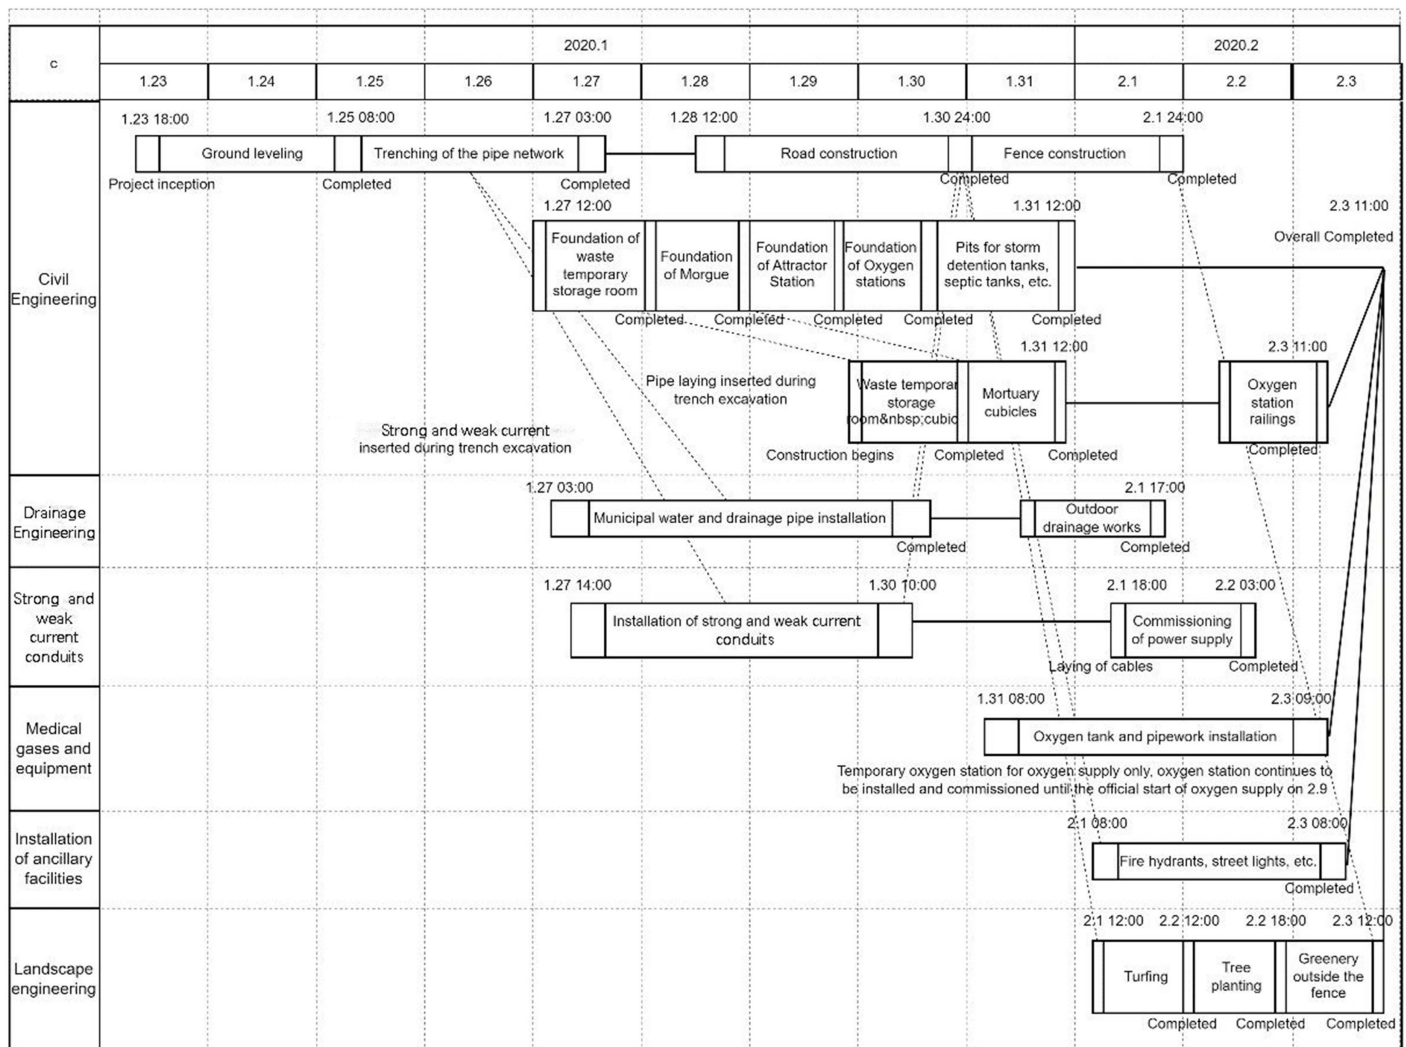 2020.1
2020.2
c
1.23
1.24
1.25
1.26
1.27
1.28
1.29
1.30
1.31
2.1
2.2
2.3
Civil
Engineering
1.23 18:00
1.25 08:00
1.27 03:00
1.28 12:00
1.30 24:00
2.1 24:00
Ground leveling
Trenching of the pipe network
Road construction
Fence construction
Project inception
Completed
Completed
Completed
Completed
1.27 12:00
1.31 12:00
2.3 11:00
Overall Completed
Foundation of
waste
temporary
storage room
Foundation
of Morgue
Foundation
of Attractor
Station
Foundation
of Oxygen
stations
Pits for storm
detention tanks,
septic tanks, etc.
Completed
Completed
Completed
Completed
Completed
1.31 12:00
2.3 11:00
Waste temporar
storage
room&nbsp;cubic
Mortuary
cubicles
Oxygen
station
railings
Construction begins
Completed
Completed
Completed
Pipe laying inserted during
trench excavation
Strong and weak current
inserted during trench excavation
Drainage
Engineering
1.27 03:00
2.1 17:00
Municipal water and drainage pipe installation
Outdoor
drainage works
Completed
Completed
Strong and
weak
current
conduits
1.27 14:00
1.30 10:00
2.1 18:00
2.2 03:00
Installation of strong and weak current
conduits
Commissioning
of power supply
Laying of cables
Completed
Medical
gases and
equipment
1.31 08:00
2.3 09:00
Oxygen tank and pipework installation
Temporary oxygen station for oxygen supply only, oxygen station continues to
be installed and commissioned until the official start of oxygen supply on 2.9
Installation
of ancillary
facilities
2.1 08:00
2.3 08:00
Fire hydrants, street lights, etc.
Completed
Landscape
engineering
2.1 12:00
2.2 12:00
2.2 18:00
2.3 12:00
Turfing
Tree
planting
Greenery
outside the
fence
Completed
Completed
Completed